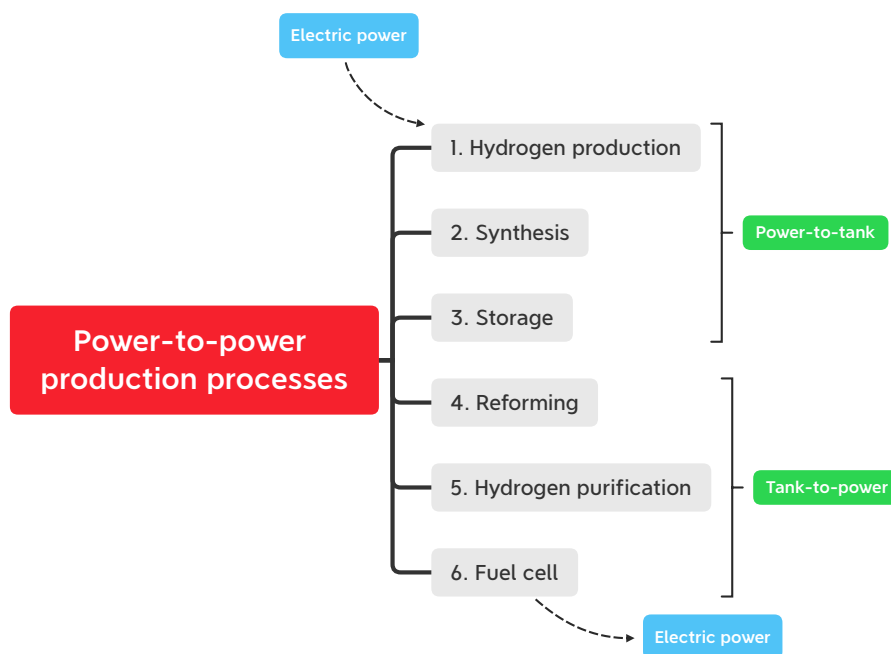 Electric power
1. Hydrogen production
2. Synthesis
Power-to-tank
3. Storage
Power-to-power
production processes
4. Reforming
5. Hydrogen purification
Tank-to-power
6. Fuel cell
Electric power